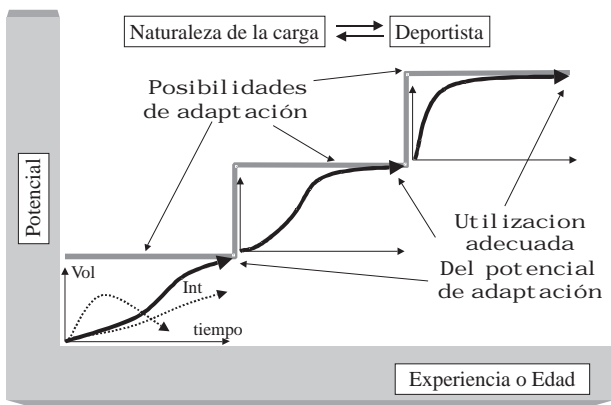 Naturaleza de la carga
Deportista
Posibilidades
de adaptación
Potencial
Utilizacion
adecuada
Del potencial
de adaptación
Vol
Int
tiempo
Experiencia o Edad